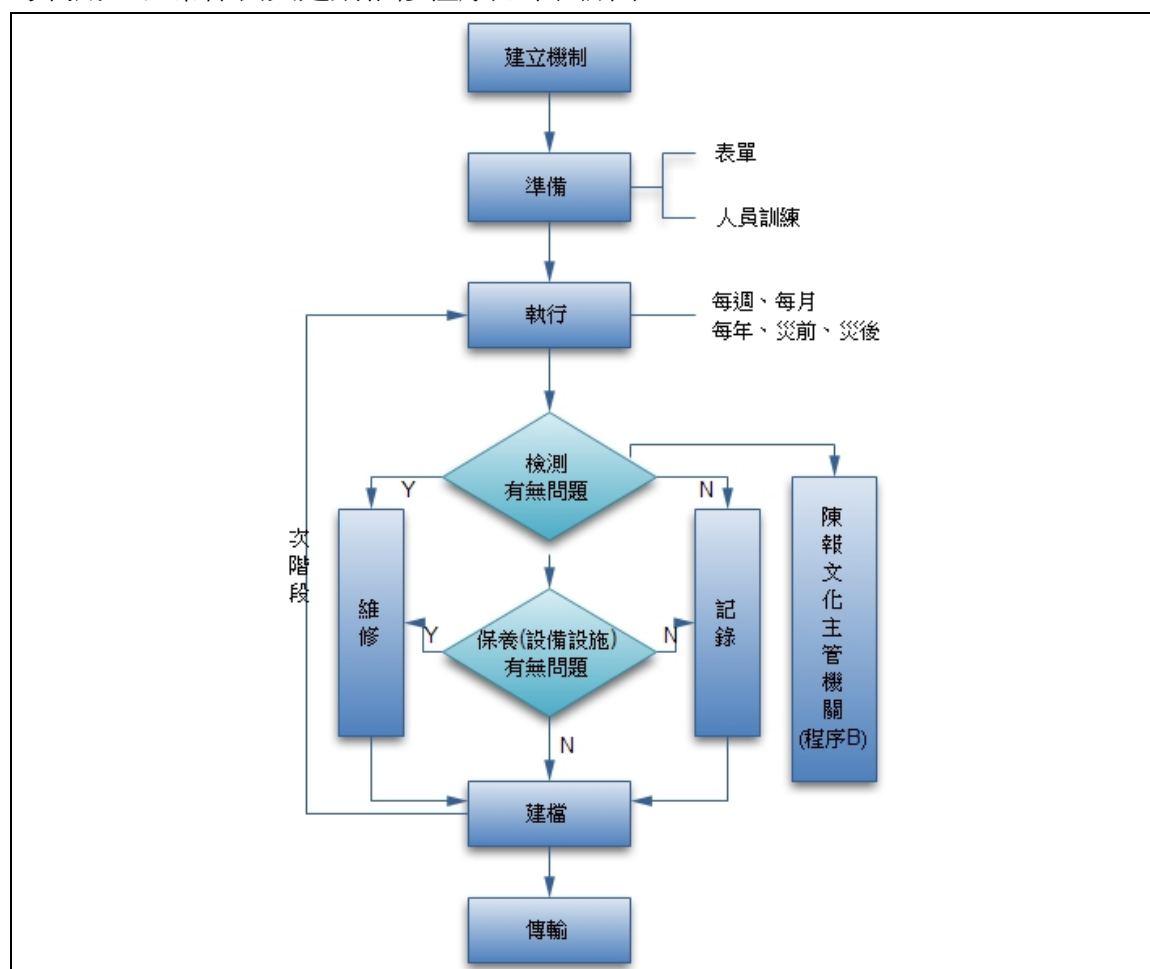 建立機制
準備
表單
人員訓練
執行
每週、每月
每年、災前、災後
檢測
有無問題
Y
N
次階段
維修
保養(設備設施)
有無問題
Y
N
N
記錄
陳報文化主管機關
(程序B)
建檔
傳輸